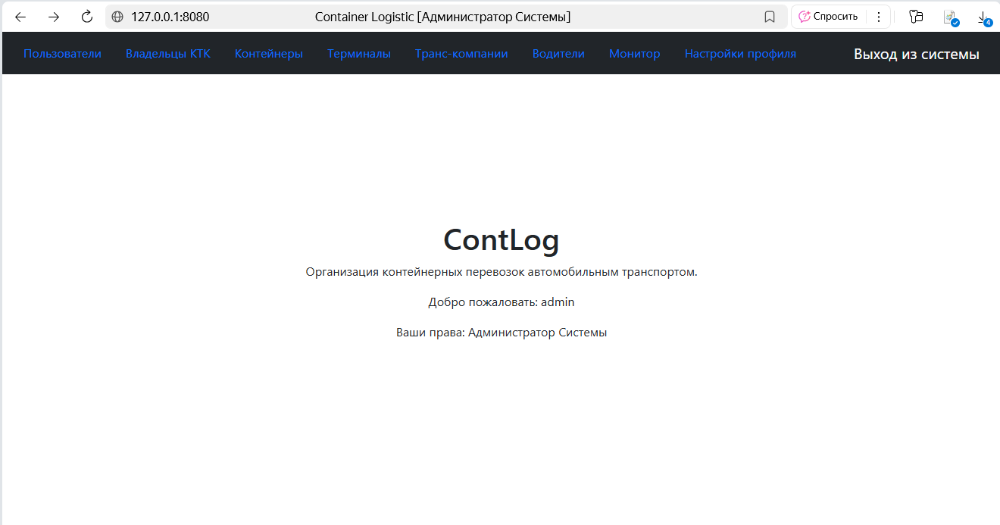 127.0.0.1:8080 Container Logistic [Администратор Системы] Спросить 4
Пользователи Владельцы КТК Контейнеры Терминалы Транс-компании Водители Монитор Настройки профиля Выход из системы
ContLog
Организация контейнерных перевозок автомобильным транспортом.
Добро пожаловать: admin
Ваши права: Администратор Системы